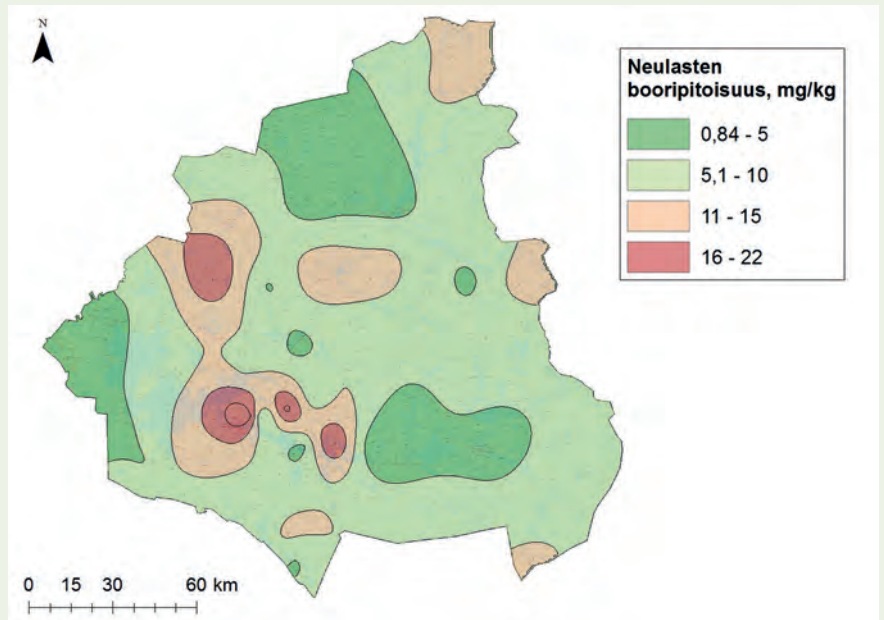 N
Neulasten
booripitoisuus, mg/kg
0,84 - 5
5,1 - 10
11 - 15
16 - 22
0 15 30 60 km